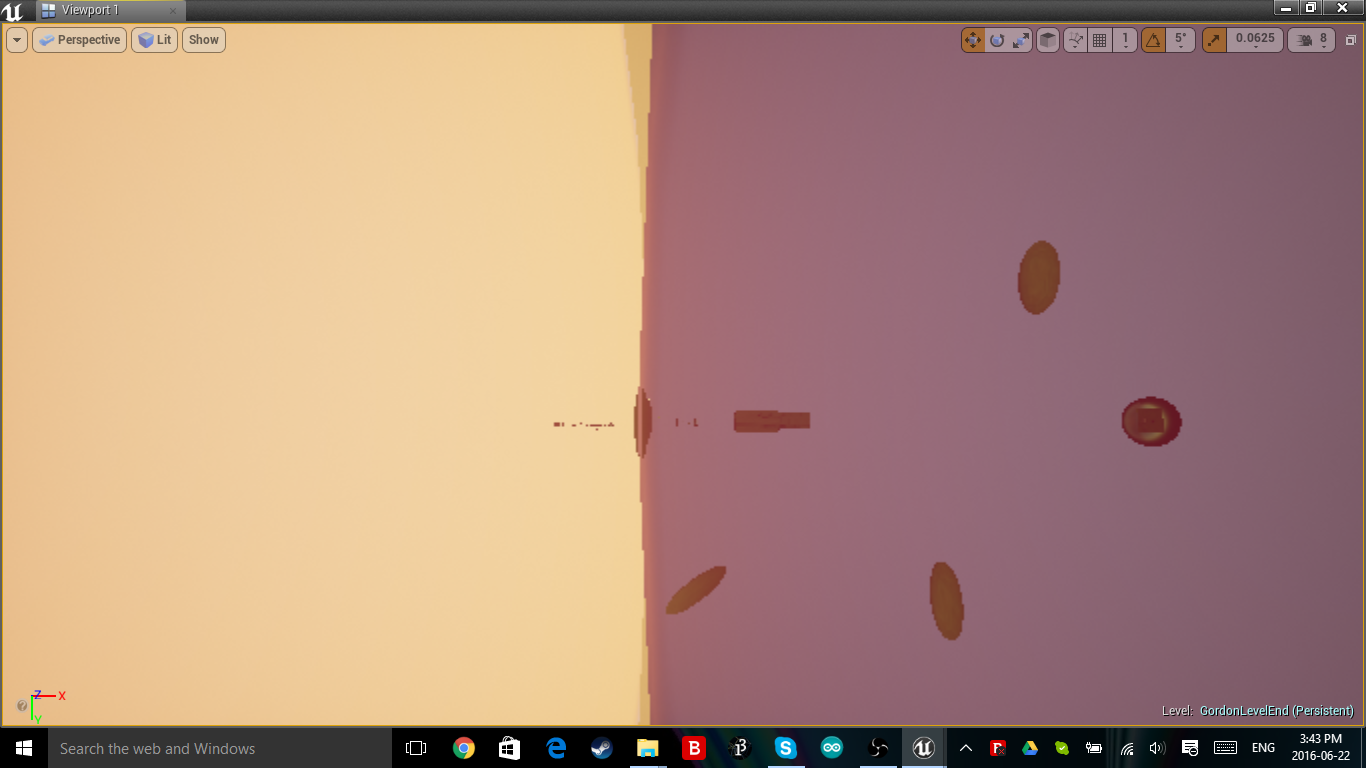 Viewport 1
Perspective
Lit
Show
1
5°
0.0625
8
Z
X
Y
?
Level: GordonLevelEnd (Persistent)
Search the web and Windows
B
i3
ENG
3:43 PM
2016-06-22